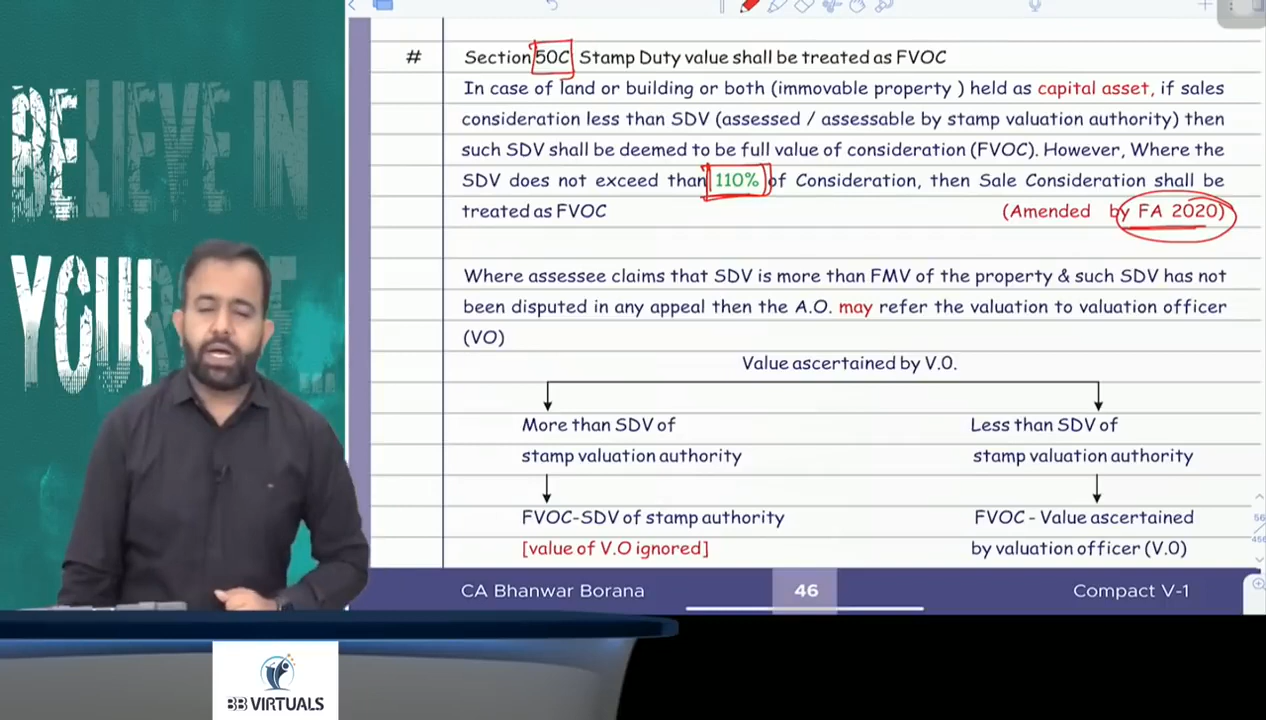 BELIEVE IN
YOU
# Section 50C Stamp Duty value shall be treated as FVOC
In case of land or building or both (immovable property ) held as capital asset, if sales
consideration less than SDV (assessed / assessable by stamp valuation authority) then
such SDV shall be deemed to be full value of consideration (FVOC). However, Where the
SDV does not exceed than 110% of Consideration, then Sale Consideration shall be
treated as FVOC (Amended by FA 2020)
Where assessee claims that SDV is more than FMV of the property & such SDV has not
been disputed in any appeal then the A.O. may refer the valuation to valuation officer
(VO)
Value ascertained by V.O.
More than SDV of
stamp valuation authority
FVOC-SDV of stamp authority
[value of V.O ignored]
Less than SDV of
stamp valuation authority
FVOC - Value ascertained
by valuation officer (V.O)
CA Bhanwar Borana 46 Compact V-1
BB VIRTUALS